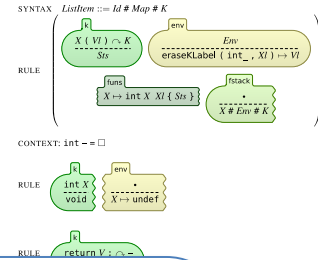 SYNTAX ListItem ::= Id # Map # K
k
env
X ( Vl ) ↷ K
Env
Sts
eraseKLabel ( int_ , Xl ) ↦ Vl
RULE
funs
fstack
X ↦ int X Xl { Sts }
•
X # Env # K
CONTEXT: int – = □
k
env
RULE
int X
•
void
X ↦ undef
k
RULE
return V ; ↷ –